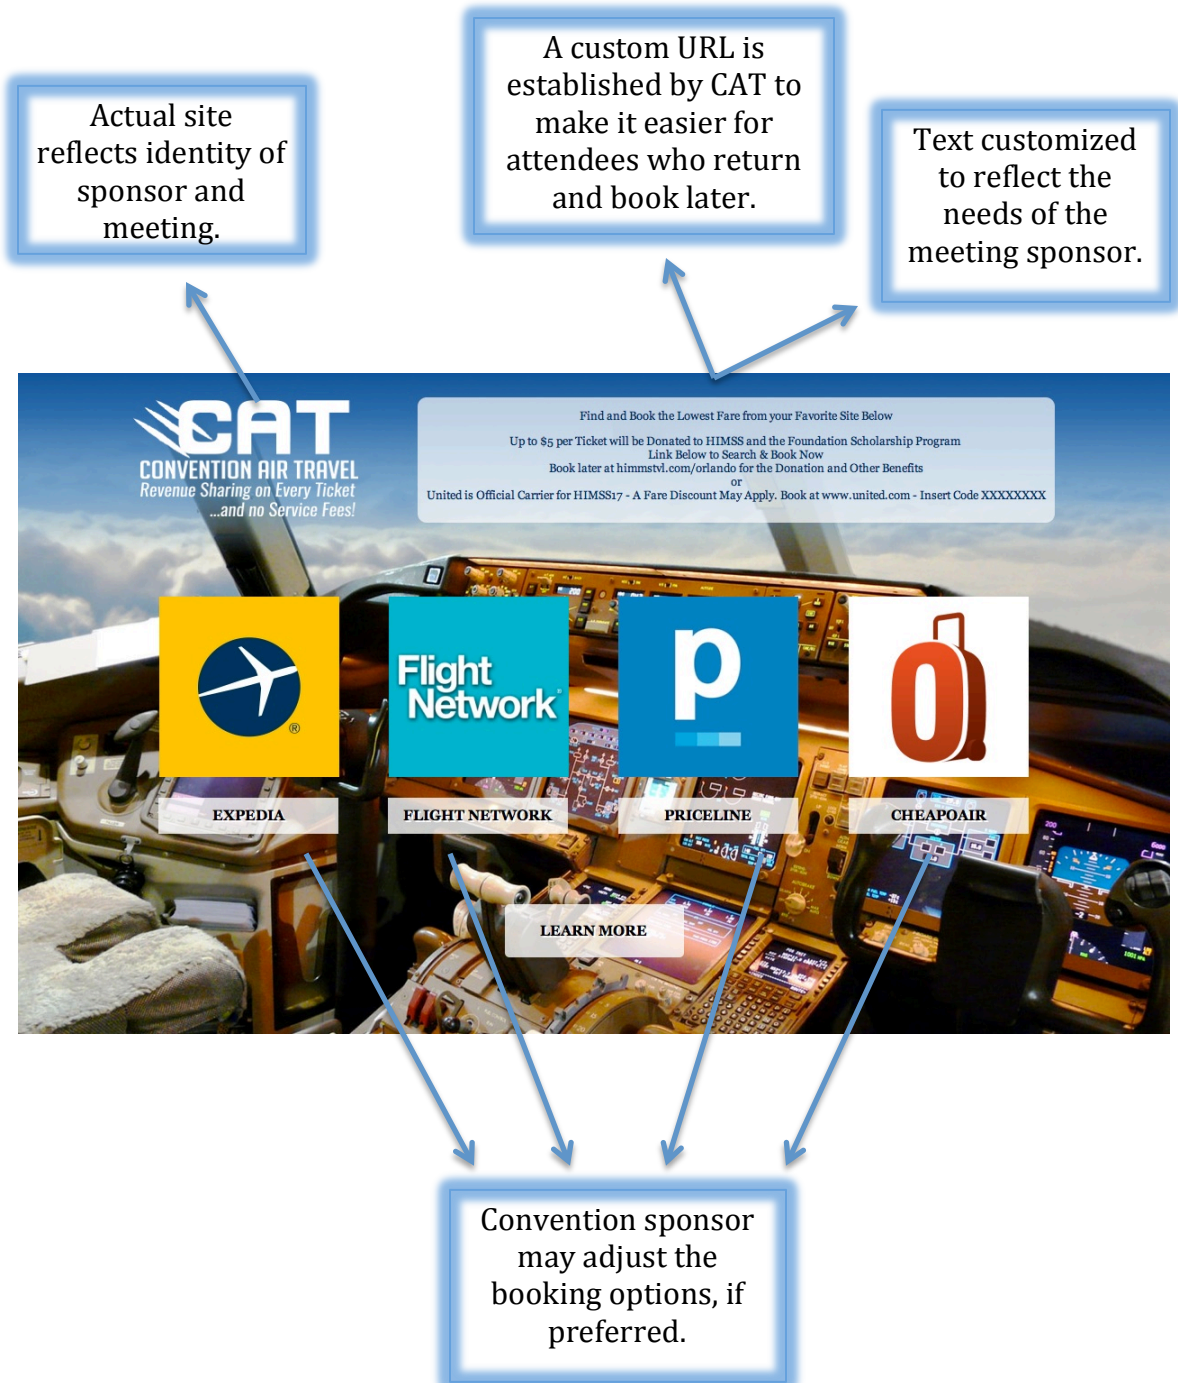 A custom URL is
established by CAT to
make it easier for
attendees who return
and book later.
Actual site
reflects identity of
sponsor and
meeting.
Text customized
to reflect the
needs of the
meeting sponsor.
CAT
CONVENTION AIR TRAVEL
Revenue Sharing on Every Ticket
...and no Service Fees!
Find and Book the Lowest Fare from your Favorite Site Below
Up to $5 per Ticket will be Donated to HIMSS and the Foundation Scholarship Program
Link Below to Search & Book Now
Book later at himmstvl.com/orlando for the Donation and Other Benefits
or
United is Official Carrier for HIMSS17 - A Fare Discount May Apply. Book at www.united.com - Insert Code XXXXXXXX
®
Flight
Network®
p
O
EXPEDIA
FLIGHT NETWORK
PRICELINE
CHEAPOAIR
LEARN MORE
Convention sponsor
may adjust the
booking options, if
preferred.